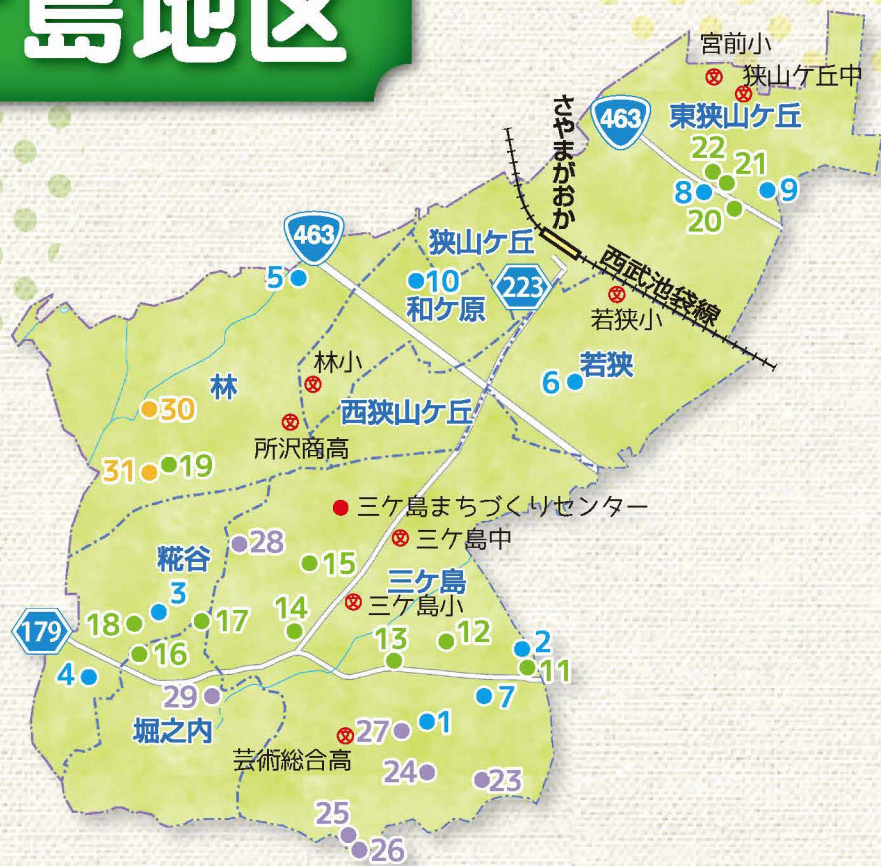 島地区
宮前小
狭山ケ丘中
463
東狭山ケ丘
さやまがおか
22
21
8
9
20
463
狭山ケ丘
5
10
223
和ケ原
西武池袋線
若狭小
林小
若狭
6
林
30
西狭山ケ丘
所沢商高
31
19
三ケ島まちづくりセンター
28
三ケ島中
糀谷
15
三ケ島
3
三ケ島小
18
17
14
179
12
13
2
16
11
4
29
7
堀之内
27
1
芸術総合高
24
23
25
26